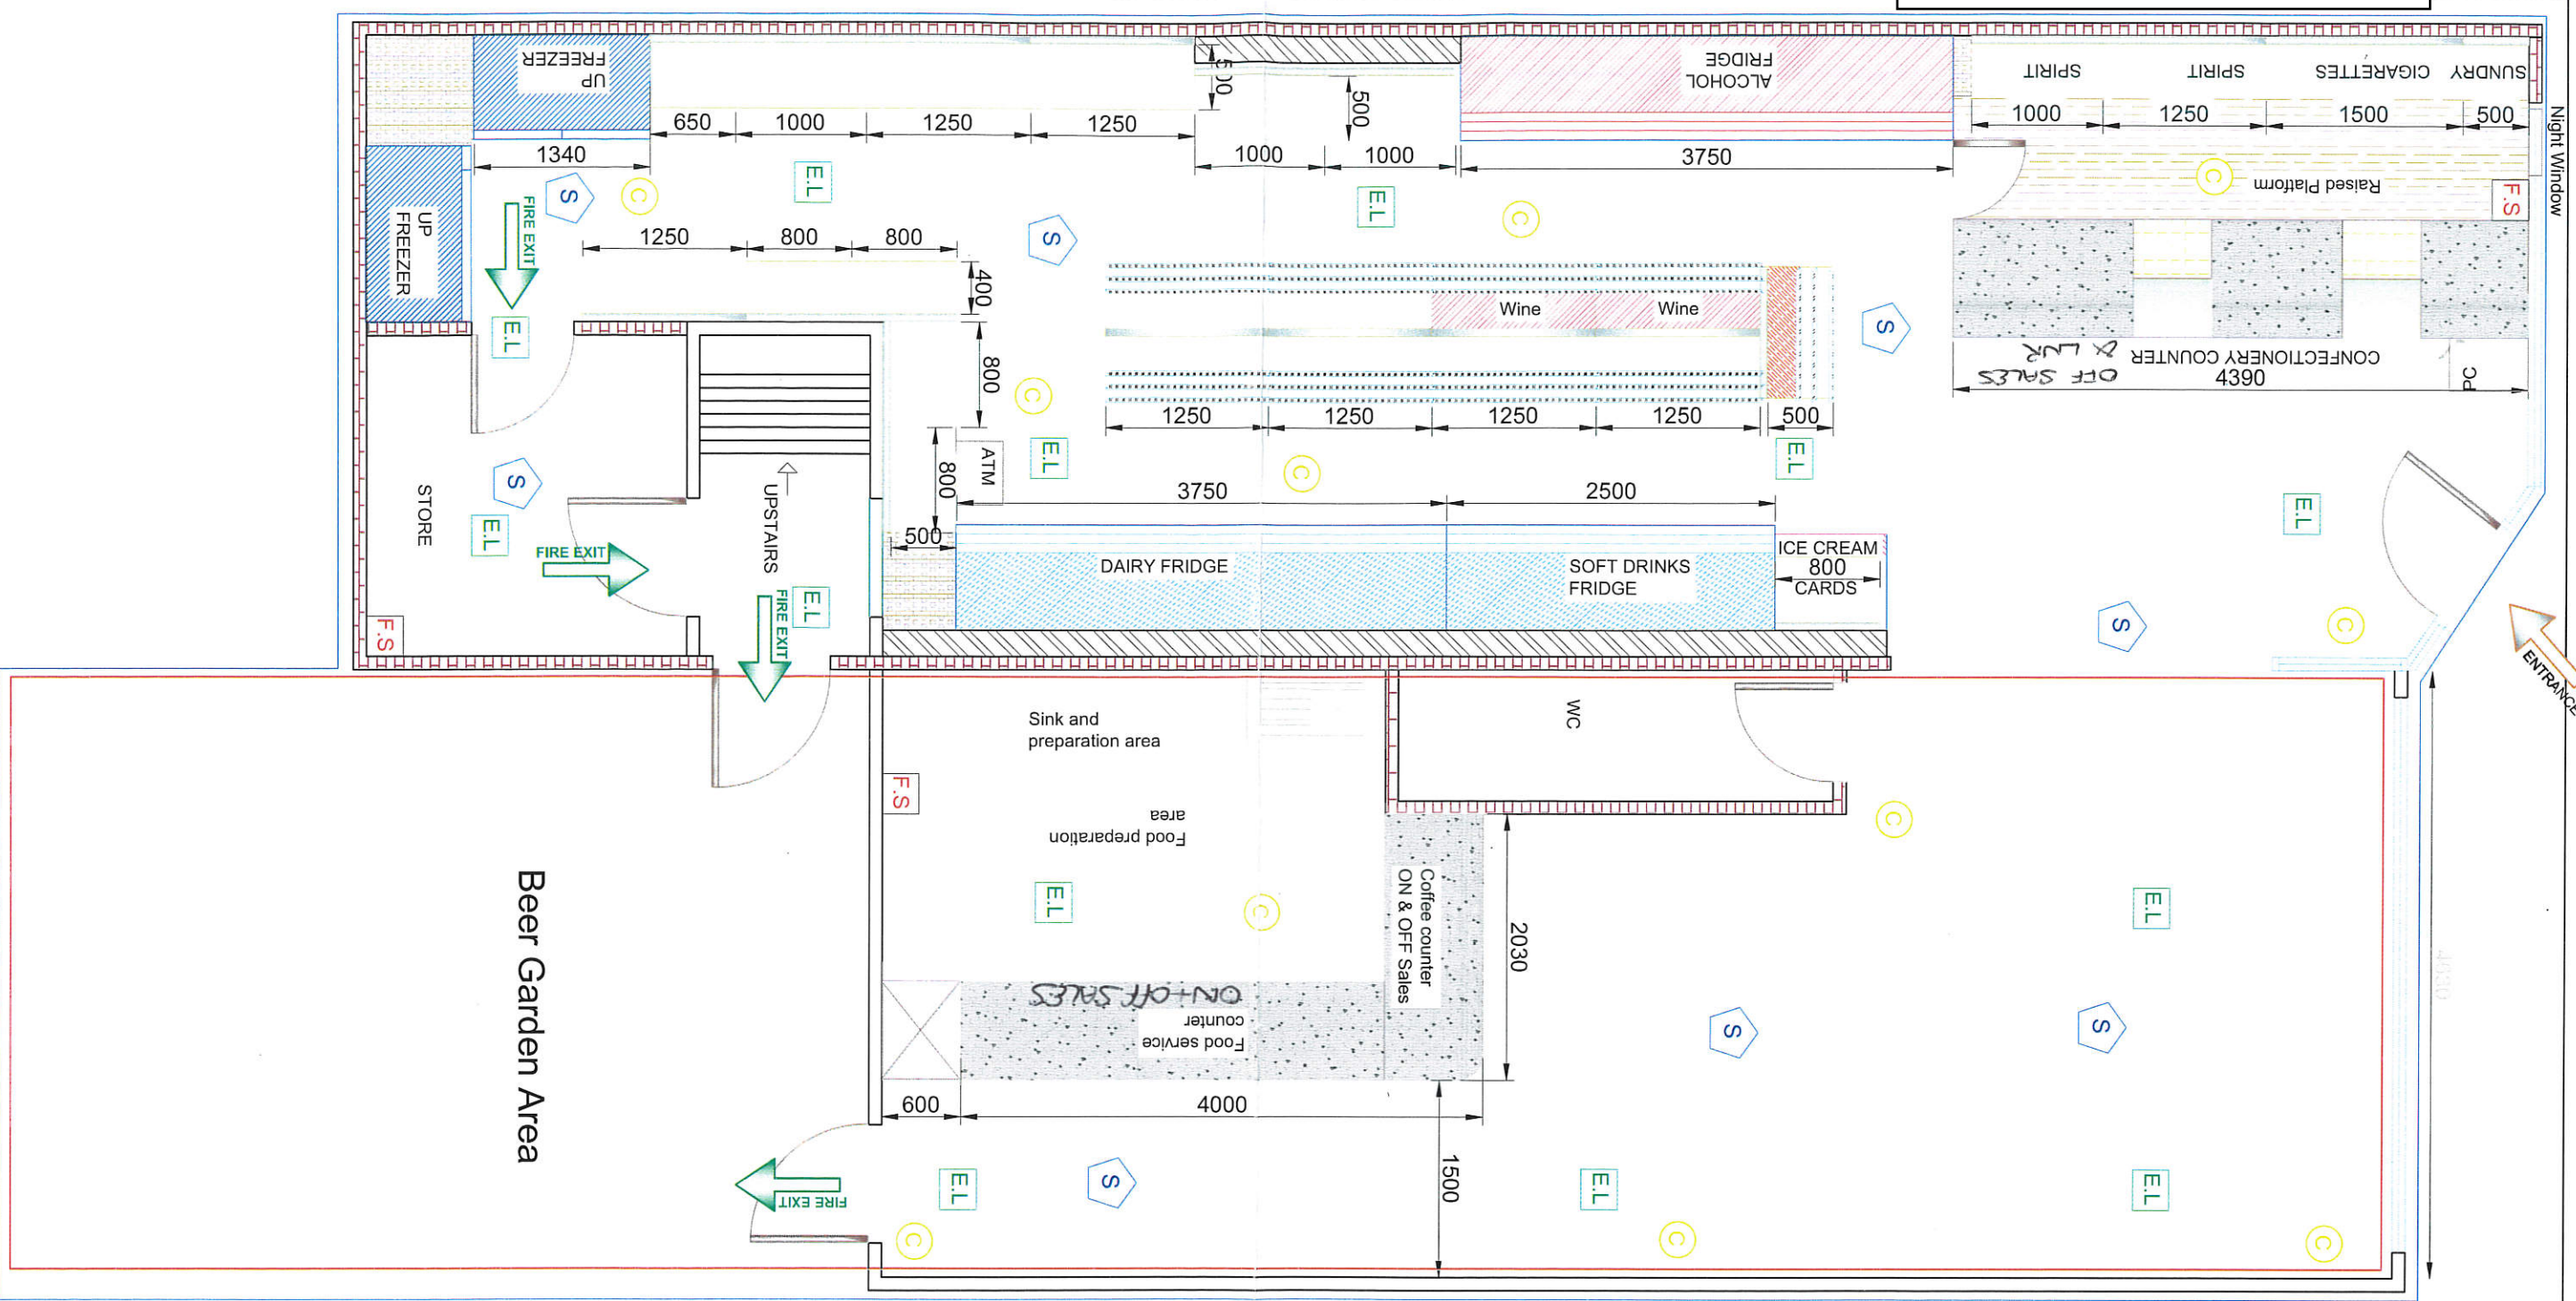 UP
FREEZER
500
650
1000
1250
1250
500
1340
1000
1000
ALCOHOL
FRIDGE
3750
SPIRIT
SPIRIT
CIGARETTES
SUNDRY
1000
1250
1500
500
Night Window
Raised Platform
C
F.S
UP
FREEZER
FIRE EXIT
S
C
E.L
E.L
C
S
1250
800
800
400
Wine
Wine
S
E.L
800
CONFECTIONERY COUNTER
& LWR
OFF SALES
4390
PC
C
1250
1250
1250
1250
500
STORE
S
E.L
FIRE EXIT
UPSTAIRS
E.L
FIRE EXIT
F.S
800
ATM
E.L
C
E.L
3750
2500
500
DAIRY FRIDGE
SOFT DRINKS
FRIDGE
ICE CREAM
800
CARDS
E.L
S
C
ENTRANCE
Sink and
preparation area
WC
F.S
Food preparation
area
C
E.L
C
Coffee counter
ON & OFF Sales
2030
E.L
4630
ON + OFF SALES
Food service
counter
S
S
Beer Garden Area
600
4000
1500
FIRE EXIT
E.L
S
E.L
E.L
C
C
C